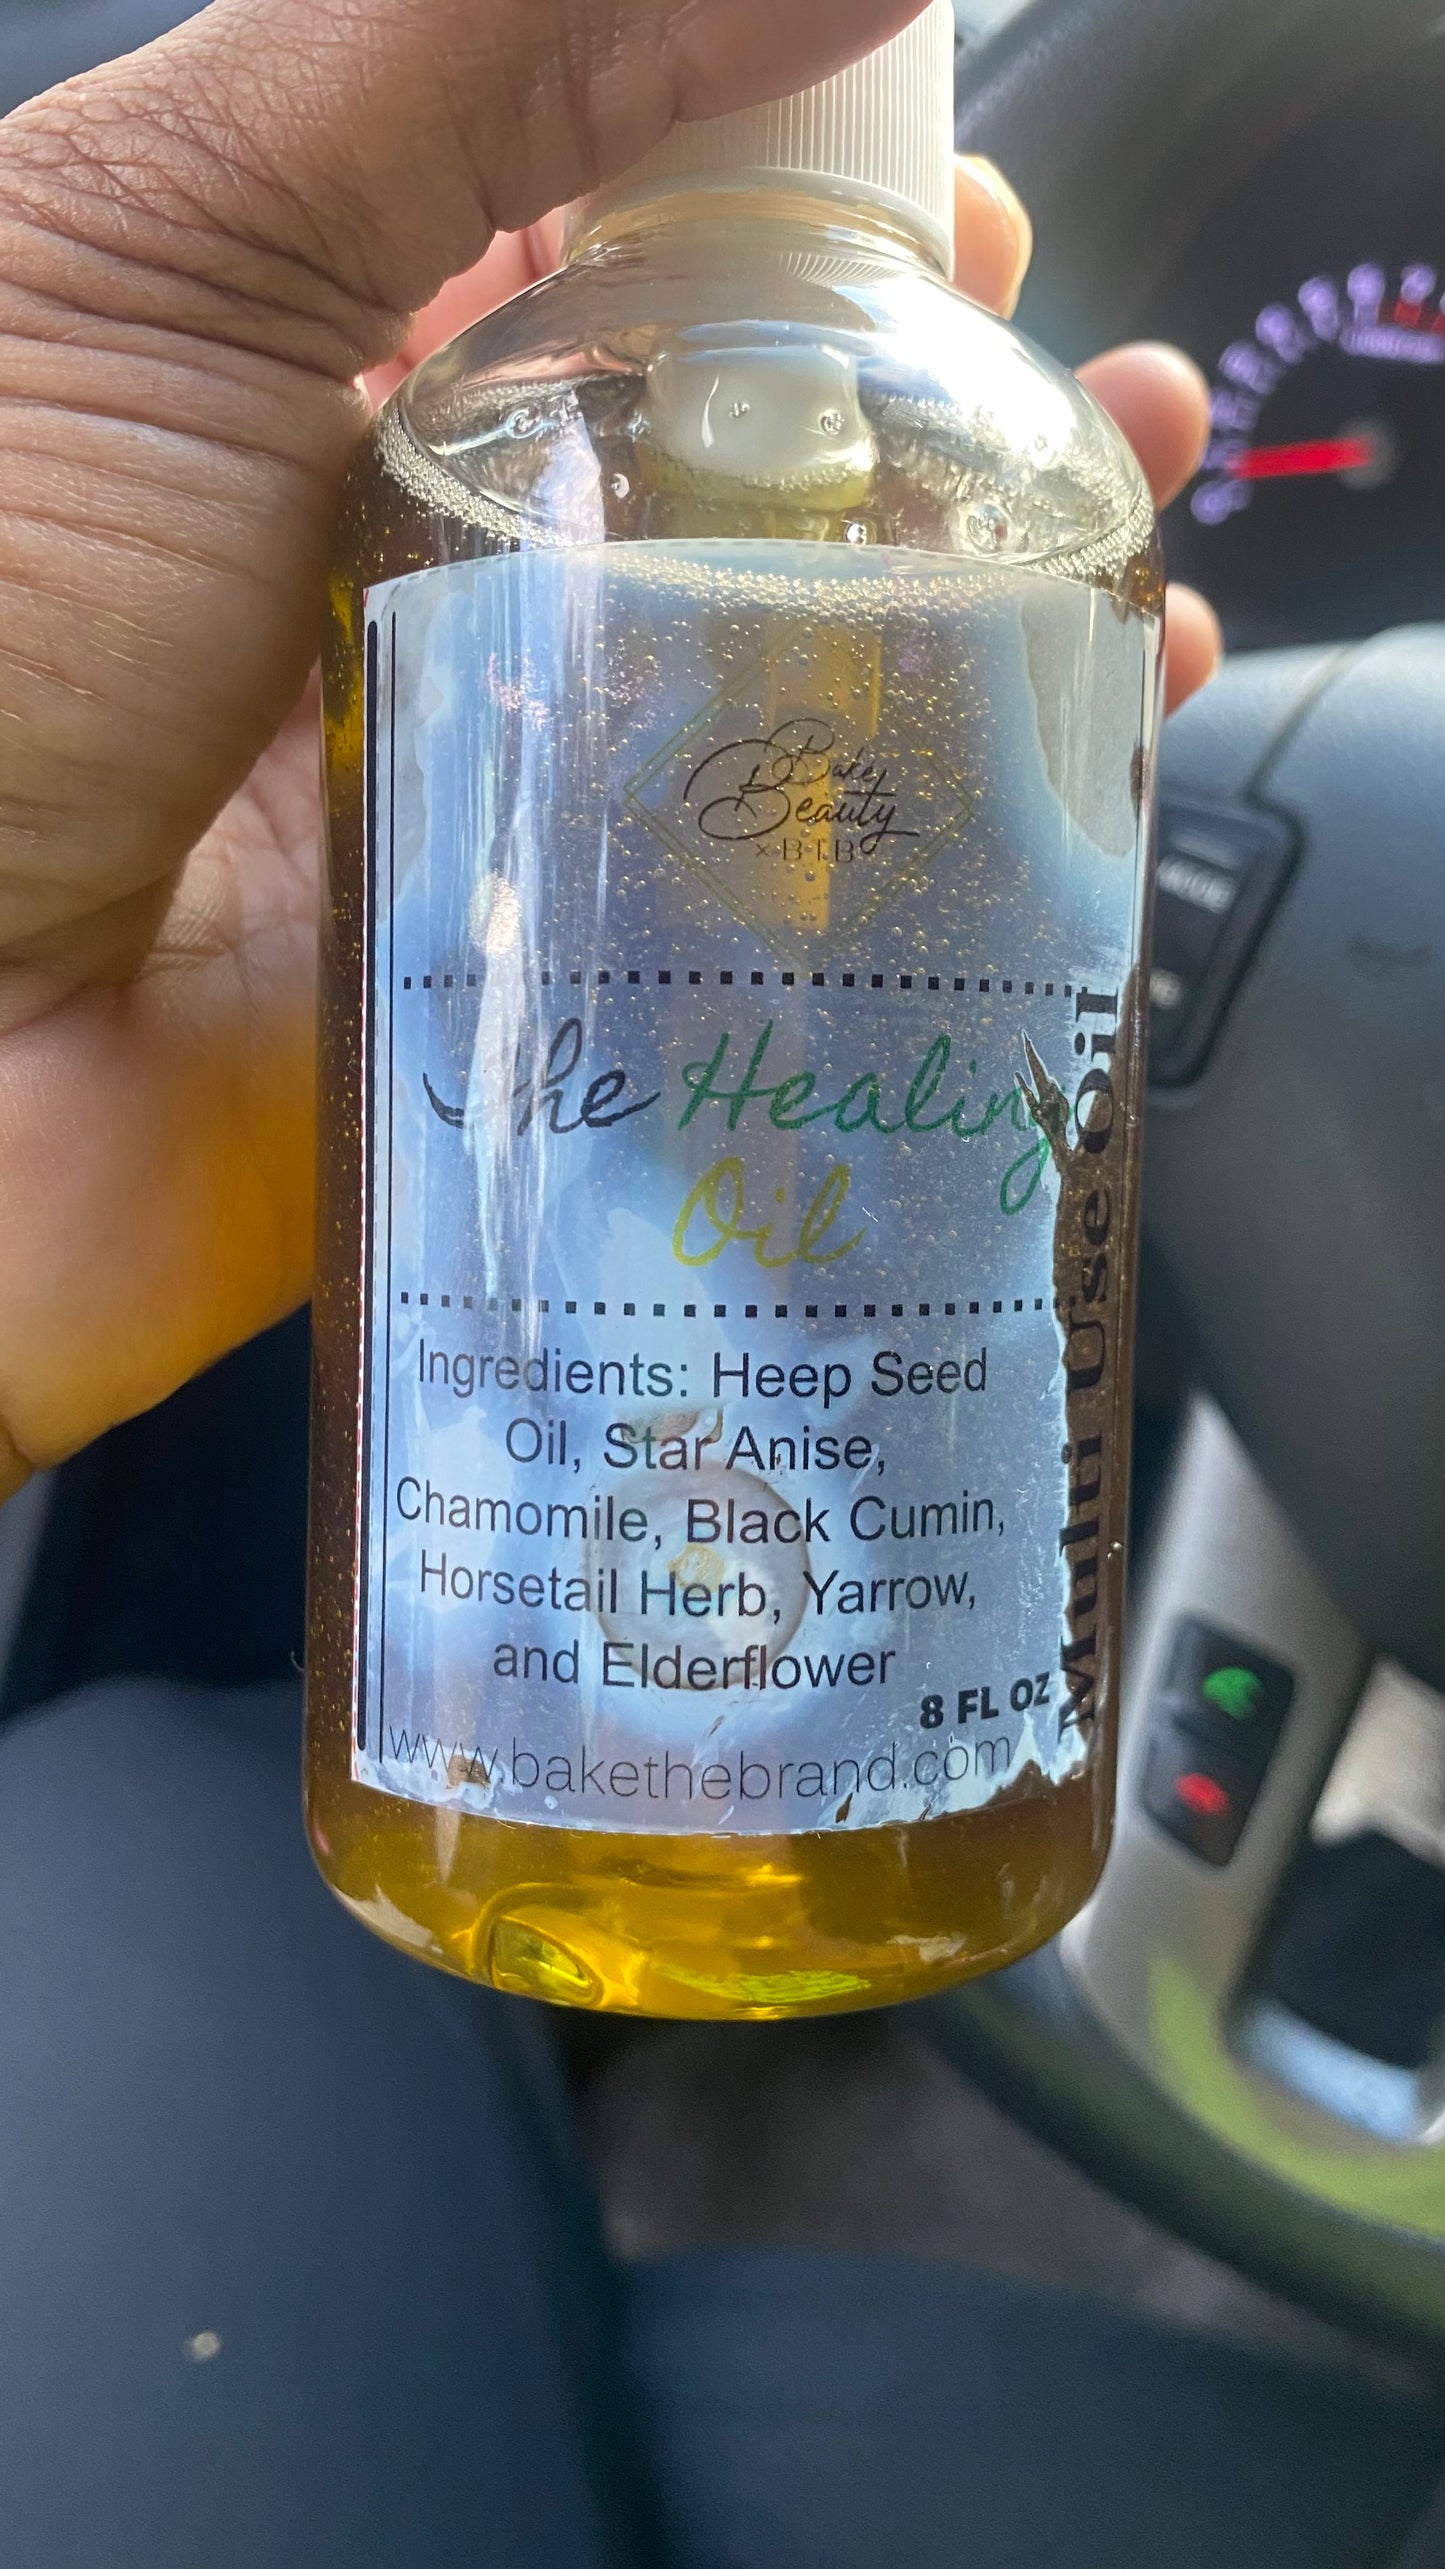 Bake
Beauty
× B T B
The Healing
Oil
Multi Use Oil
Ingredients: Heep Seed
Oil, Star Anise,
Chamomile, Black Cumin,
Horsetail Herb, Yarrow,
and Elderflower
8 FL OZ
www.bakethebrand.com